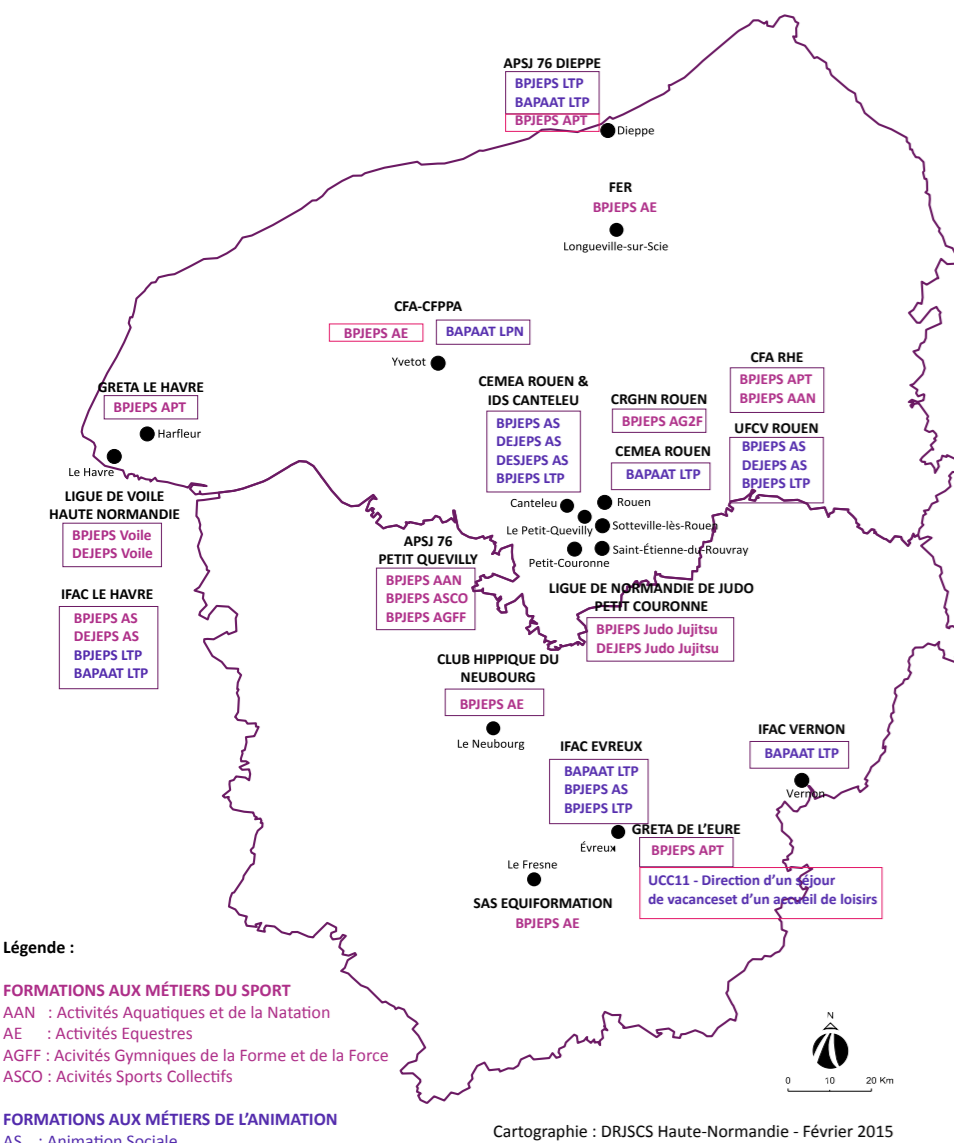 APSJ 76 DIEPPE
BPJEPS LTP
BAPAAT LTP
BPJEPS APT
Dieppe
FER
BPJEPS AE
Longueville-sur-Scie
CFA-CFPPA
BPJEPS AE
BAPAAT LPN
Yvetot
GRETA LE HAVRE
BPJEPS APT
Harfleur
Le Havre
CEMEA ROUEN &
IDS CANTELEU
BPJEPS AS
DEJEPS AS
DESJEPS AS
BPJEPS LTP
CRGHN ROUEN
BPJEPS AG2F
CEMEA ROUEN
BAPAAT LTP
CFA RHE
BPJEPS APT
BPJEPS AAN
UFCV ROUEN
BPJEPS AS
DEJEPS AS
BPJEPS LTP
Canteleu
Rouen
Le Petit-Quevilly
Sotteville-lès-Rouen
Petit-Couronne
Saint-Étienne-du-Rouvray
LIGUE DE VOILE
HAUTE NORMANDIE
BPJEPS Voile
DEJEPS Voile
IFAC LE HAVRE
BPJEPS AS
DEJEPS AS
BPJEPS LTP
BAPAAT LTP
APSJ 76
PETIT QUEVILLY
BPJEPS AAN
BPJEPS ASCO
BPJEPS AGFF
LIGUE DE NORMANDIE DE JUDO
PETIT COURONNE
BPJEPS Judo Jujitsu
DEJEPS Judo Jujitsu
CLUB HIPPIQUE DU
NEUBOURG
BPJEPS AE
Le Neubourg
IFAC EVREUX
BAPAAT LTP
BPJEPS AS
BPJEPS LTP
Évreux
IFAC VERNON
BAPAAT LTP
Vernon
GRETA DE L'EURE
BPJEPS APT
UCC11 - Direction d'un séjour
de vacanceset d'un accueil de loisirs
Le Fresne
SAS EQUIFORMATION
BPJEPS AE
Légende :
FORMATIONS AUX MÉTIERS DU SPORT
AAN : Activités Aquatiques et de la Natation
AE : Activités Equestres
AGFF : Acivités Gymniques de la Forme et de la Force
ASCO : Acivités Sports Collectifs
FORMATIONS AUX MÉTIERS DE L'ANIMATION
AS : Animation Sociale
N
0 10 20 Km
Cartographie : DRJSCS Haute-Normandie - Février 2015